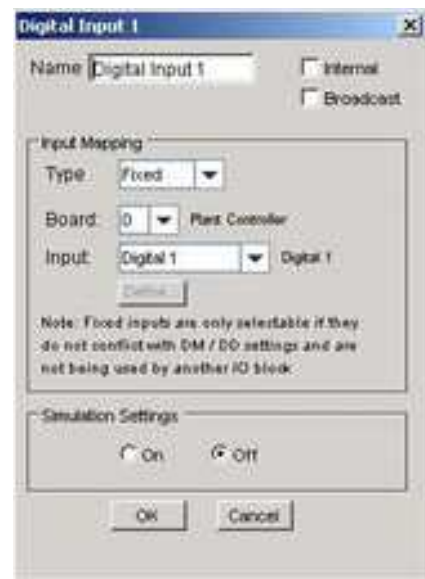 Digital Input 1
Name Digital Input 1
Internal
Broadcast
Input Mapping
Type Fixed
Board: 0 Plant Controller
Input: Digital 1 Digital 1
Define...
Note: Fixed inputs are only selectable if they
do not conflict with DM / DO settings and are
not being used by another IO block
Simulation Settings
On Off
OK Cancel